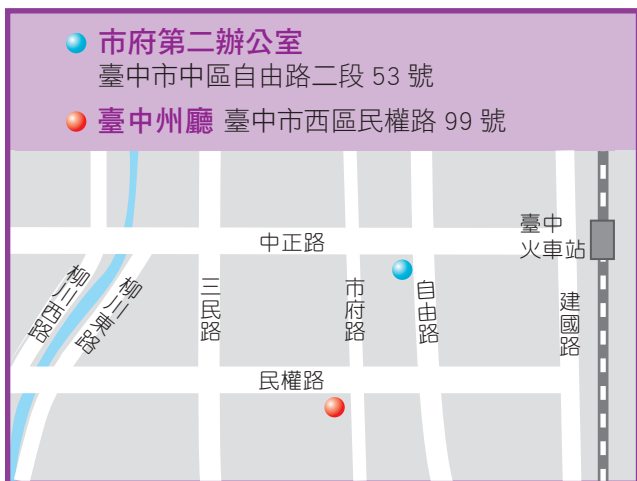 市府第二辦公室
臺中市中區自由路二段 53 號
臺中州廳 臺中市西區民權路 99 號
臺中
火車站
中正路
柳川西路
柳川東路
三民路
市府路
自由路
建國路
民權路